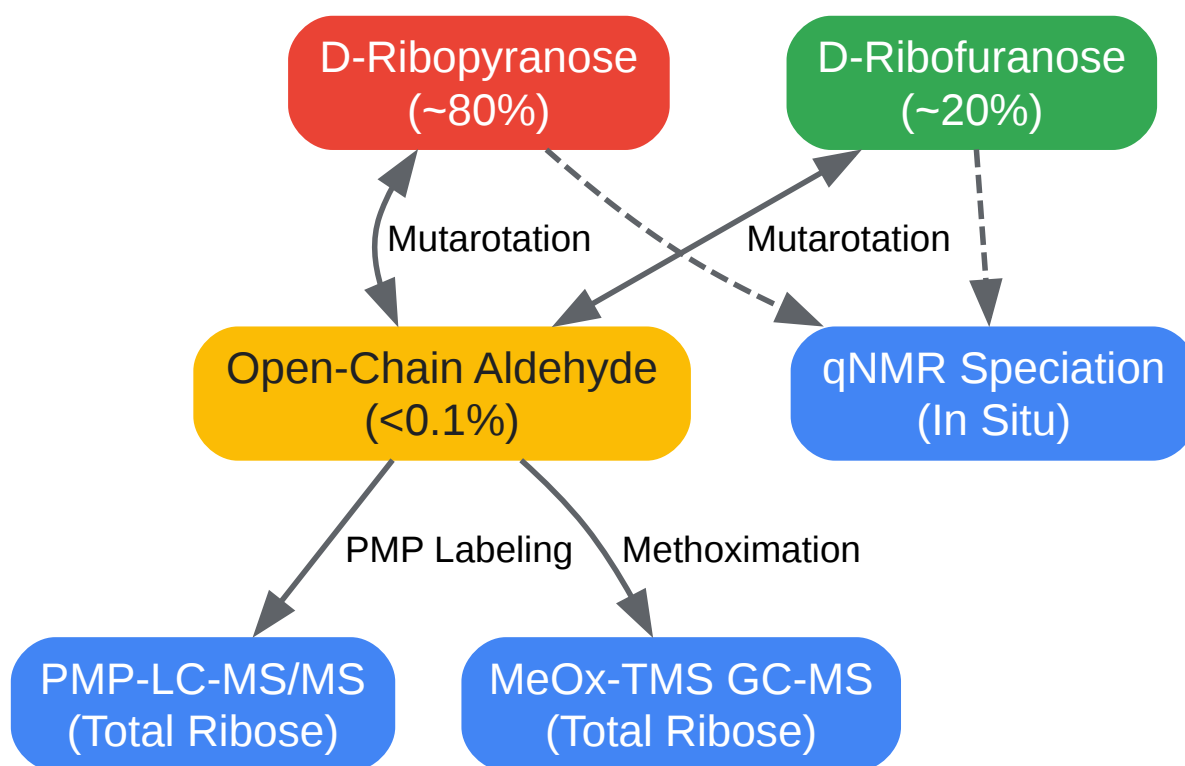 D-Ribopyranose
(~80%)
D-Ribofuranose
(~20%)
Mutarotation
Mutarotation
Open-Chain Aldehyde
(<0.1%)
qNMR Speciation
(In Situ)
PMP Labeling
Methoximation
PMP-LC-MS/MS
(Total Ribose)
MeOx-TMS GC-MS
(Total Ribose)